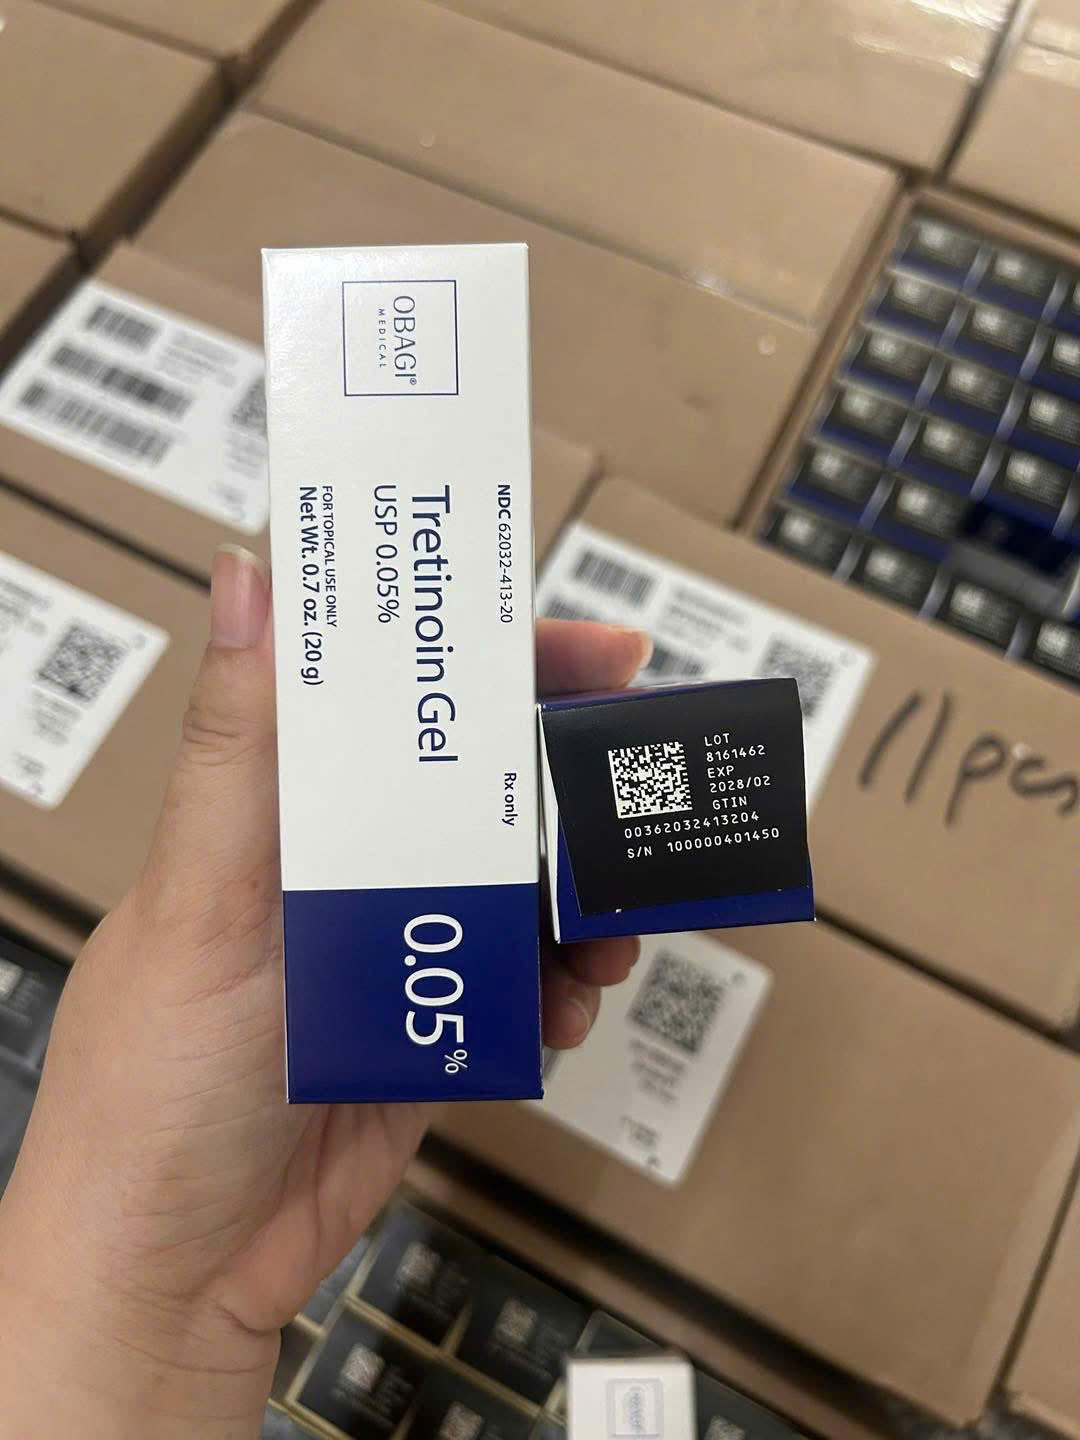 OBAGI®
MEDICAL
NDC 62032-413-20
Rx only
Tretinoin Gel
USP 0.05%
FOR TOPICAL USE ONLY
Net Wt. 0.7 oz. (20 g)
0.05%
LOT
8161462
EXP
2028/02
GTIN
00362032413204
S/N 100000401450
11pcs